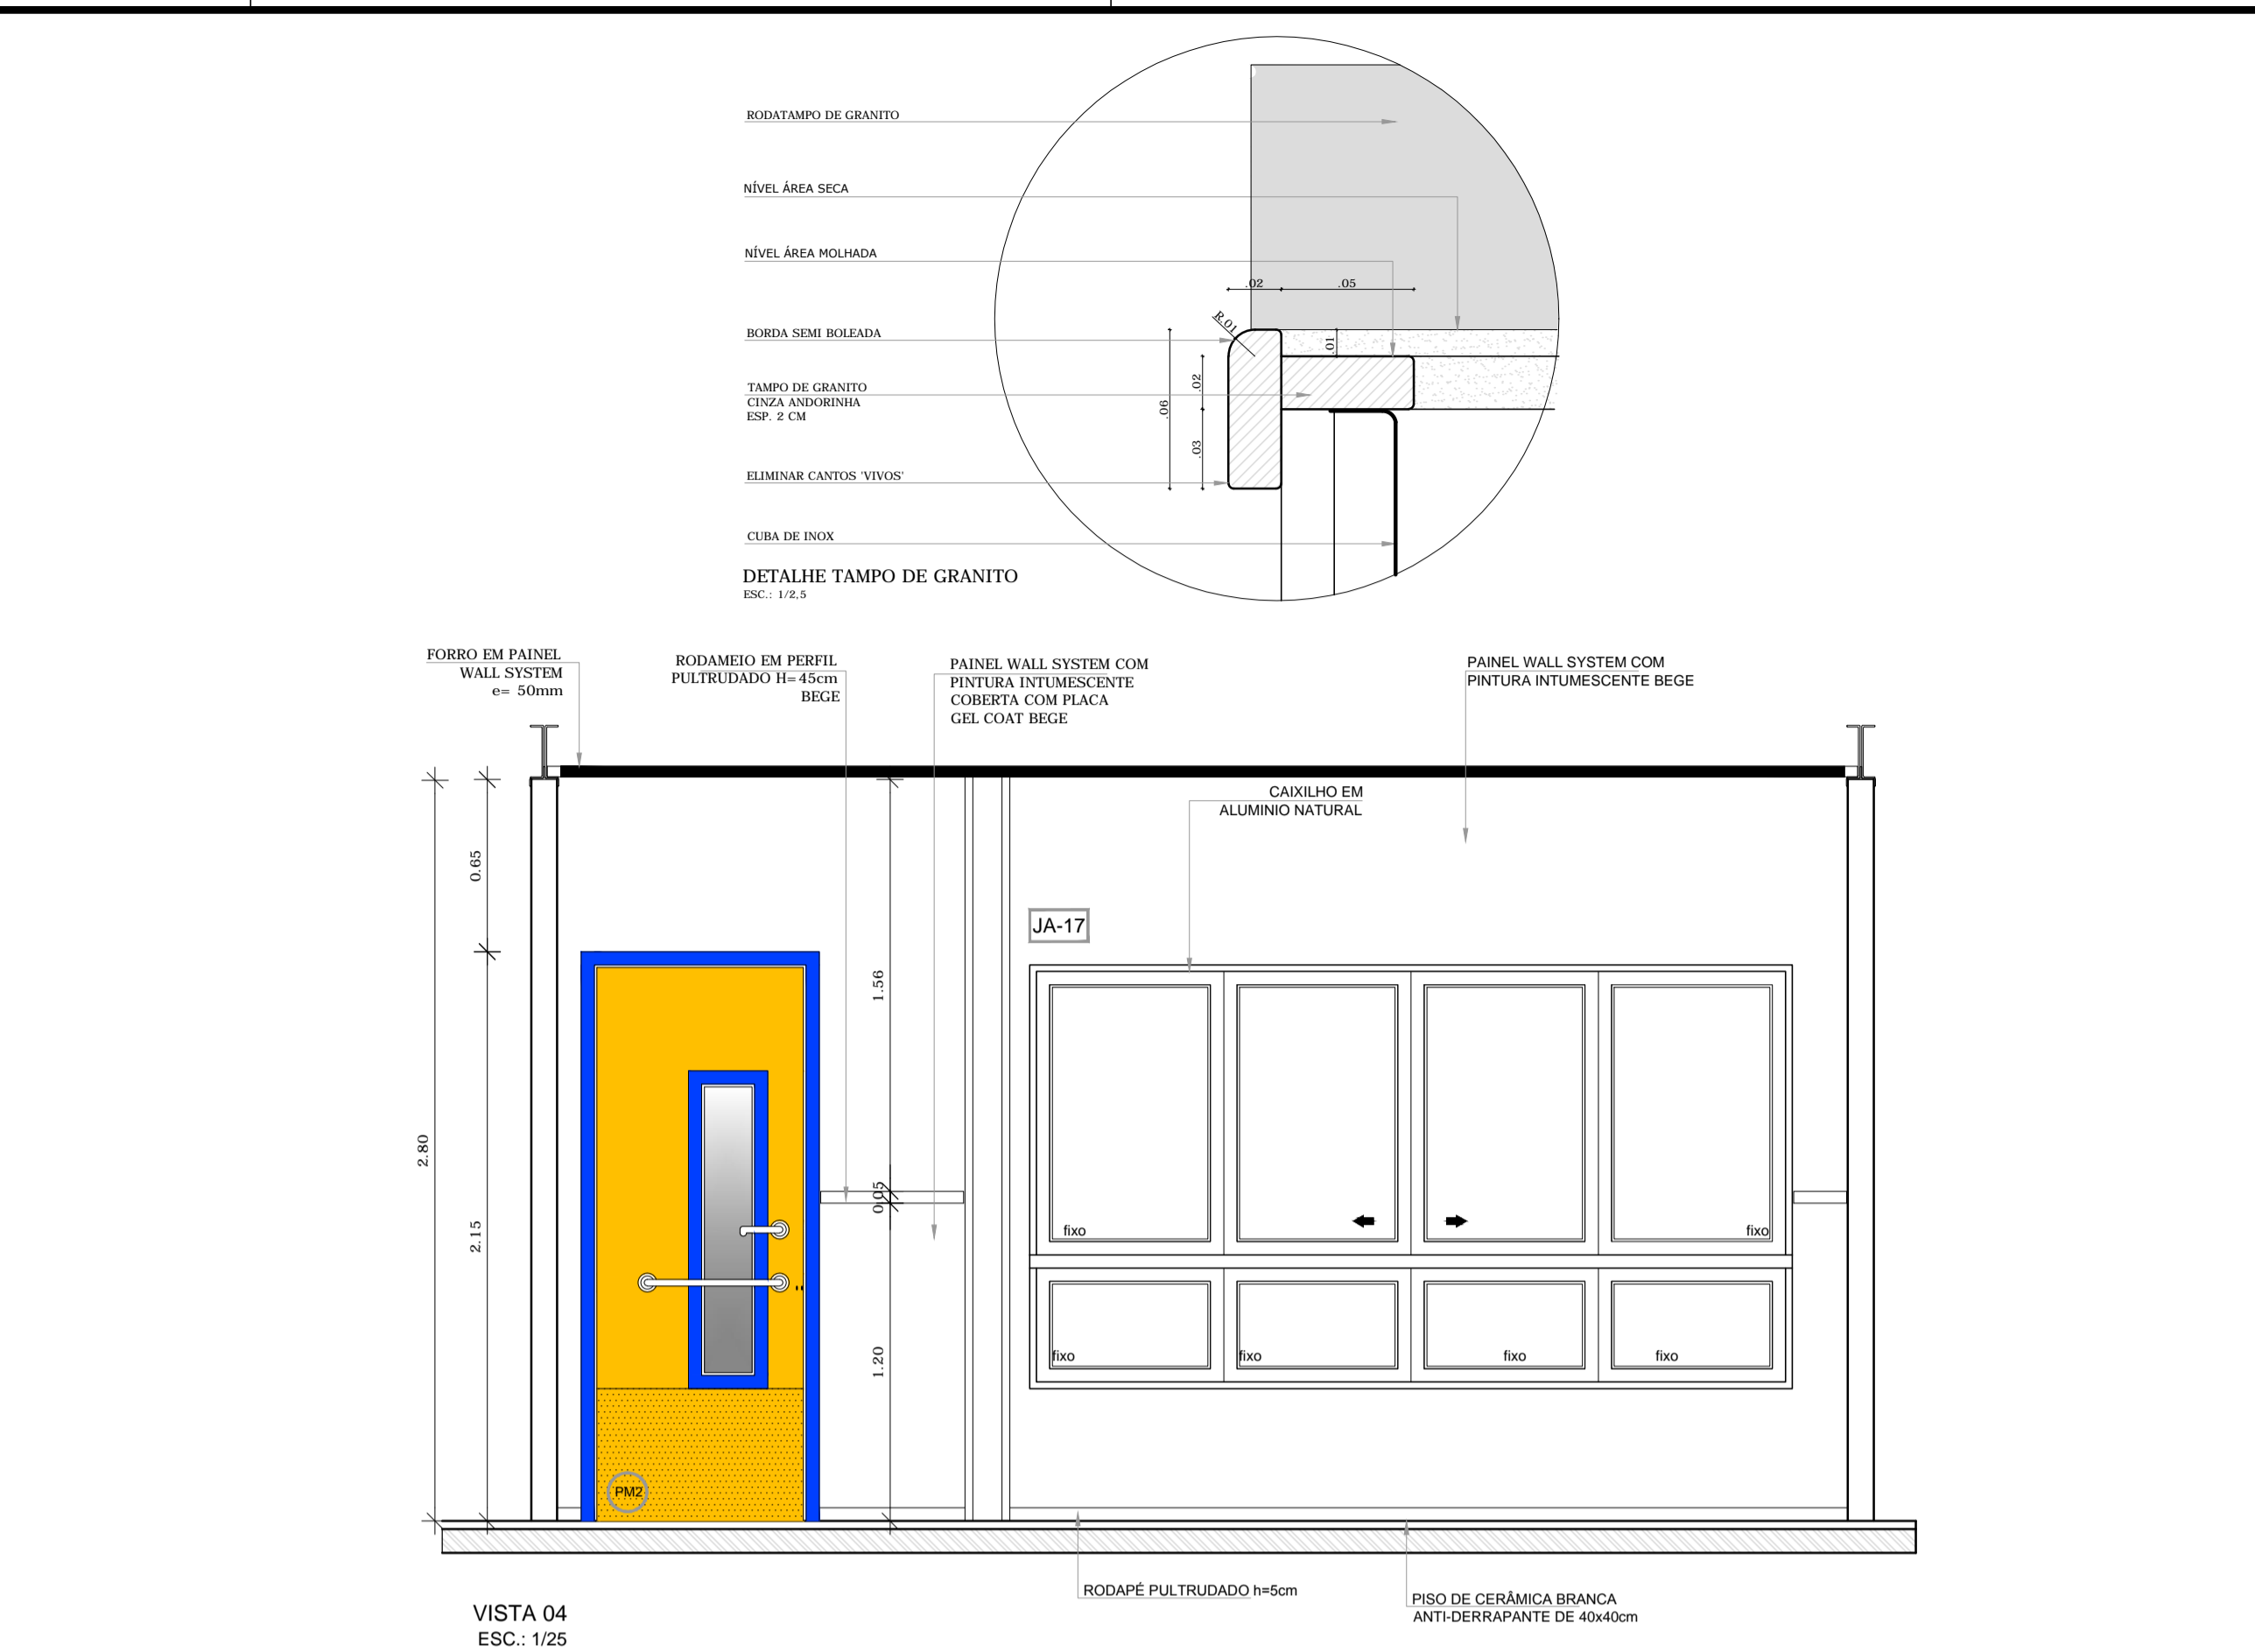 RODATAMPO DE GRANITO
NÍVEL ÁREA SECA
NÍVEL ÁREA MOLHADA
.02
.05
BORDA SEMI BOLEADA
R.01
.01
TAMPO DE GRANITO
CINZA ANDORINHA
ESP. 2 CM
.02
.06
.03
ELIMINAR CANTOS 'VIVOS'
CUBA DE INOX
DETALHE TAMPO DE GRANITO
ESC.: 1/2,5
FORRO EM PAINEL
WALL SYSTEM
e= 50mm
RODAMEIO EM PERFIL
PULTRUDADO H=45cm
BEGE
PAINEL WALL SYSTEM COM
PINTURA INTUMESCENTE
COBERTA COM PLACA
GEL COAT BEGE
PAINEL WALL SYSTEM COM
PINTURA INTUMESCENTE BEGE
CAIXILHO EM
ALUMINIO NATURAL
0.65
JA-17
1.56
2.80
2.15
0.05
1.20
fixo
fixo
fixo
fixo
fixo
fixo
PM2
RODAPÉ PULTRUDADO h=5cm
PISO DE CERÂMICA BRANCA
ANTI-DERRAPANTE DE 40x40cm
VISTA 04
ESC.: 1/25